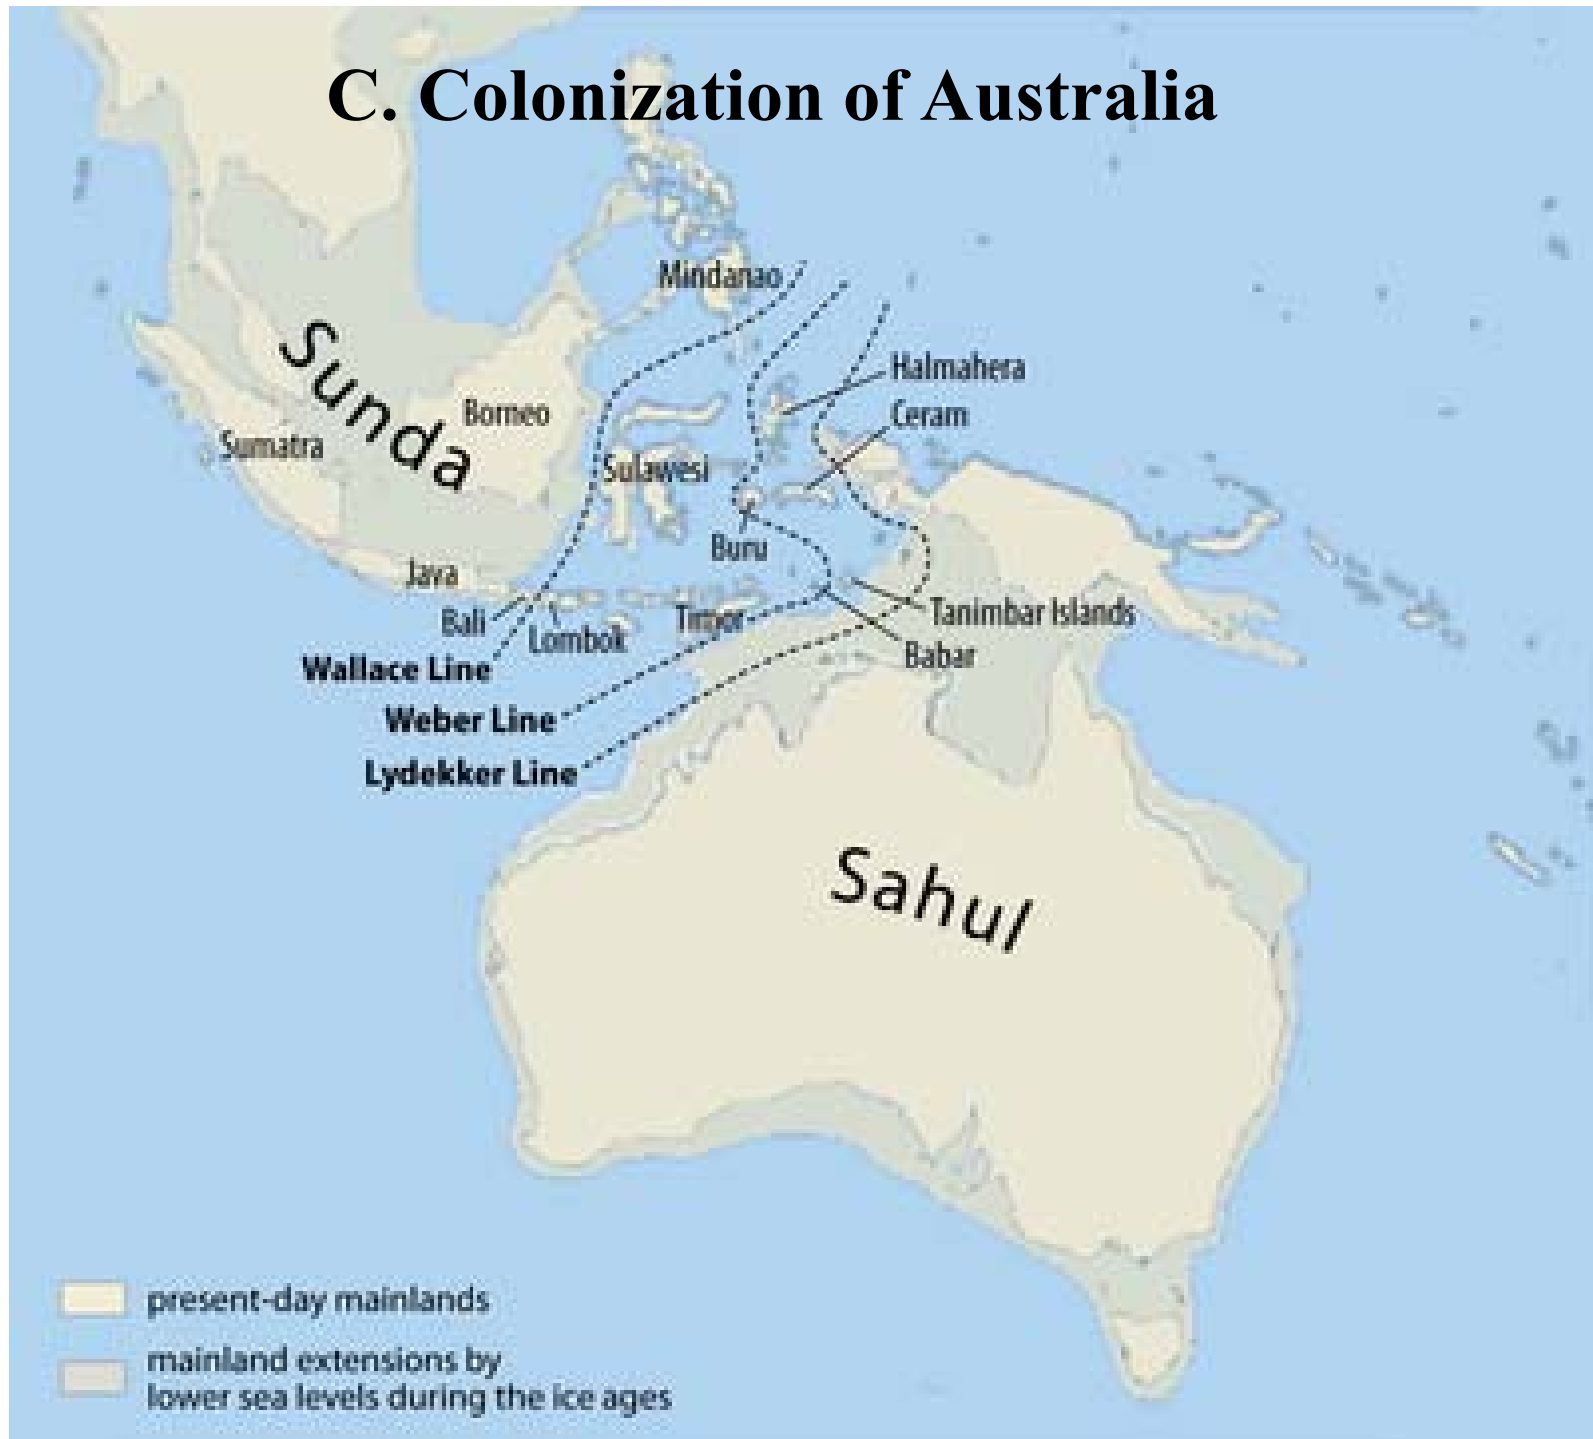 C. Colonization of Australia
Mindanao
Sunda
Halmahera
Borneo
Ceram
Sumatra
Sulawesi
Buru
Java
Bali
Lombok
Timor
Tanimbar Islands
Babar
Wallace Line
Weber Line
Lydekker Line
Sahul
present-day mainlands
mainland extensions by
lower sea levels during the ice ages